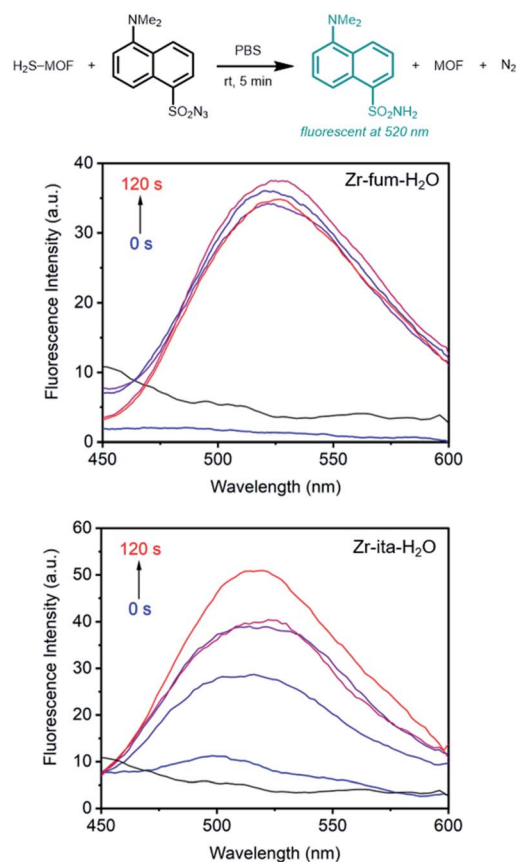 NMe₂ NMe₂
H₂S–MOF + PBS + MOF + N₂
rt, 5 min
SO₂N₃ SO₂NH₂
fluorescent at 520 nm
40
120 s Zr-fum-H₂O
30
0 s
20
10
0
450 500 550 600
Fluorescence Intensity (a.u.)
Wavelength (nm)
60
120 s Zr-ita-H₂O
50
0 s
40
30
20
10
0
450 500 550 600
Fluorescence Intensity (a.u.)
Wavelength (nm)